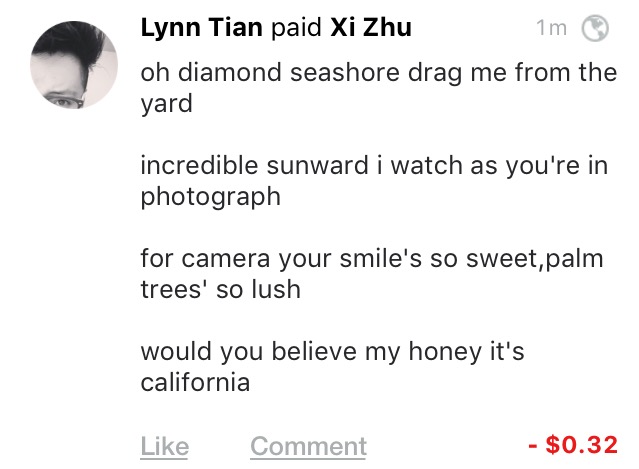 Lynn Tian paid Xi Zhu 1m
oh diamond seashore drag me from the
yard
incredible sunward i watch as you're in
photograph
for camera your smile's so sweet,palm
trees' so lush
would you believe my honey it's
california
Like Comment - $0.32